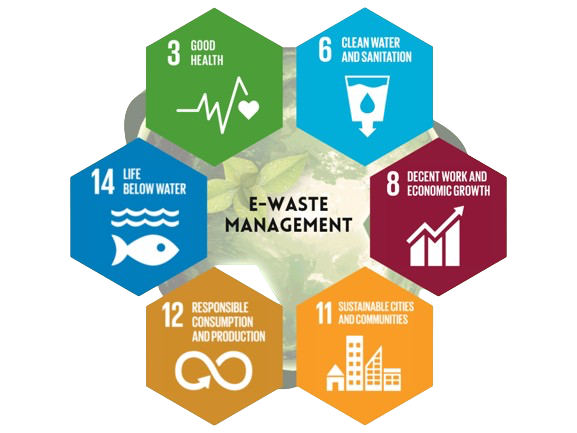 3 GOOD
HEALTH
6 CLEAN WATER
AND SANITATION
14 LIFE
BELOW WATER
8 DECENT WORK AND
ECONOMIC GROWTH
E-WASTE
MANAGEMENT
12 RESPONSIBLE
CONSUMPTION
AND PRODUCTION
11 SUSTAINABLE CITIES
AND COMMUNITIES